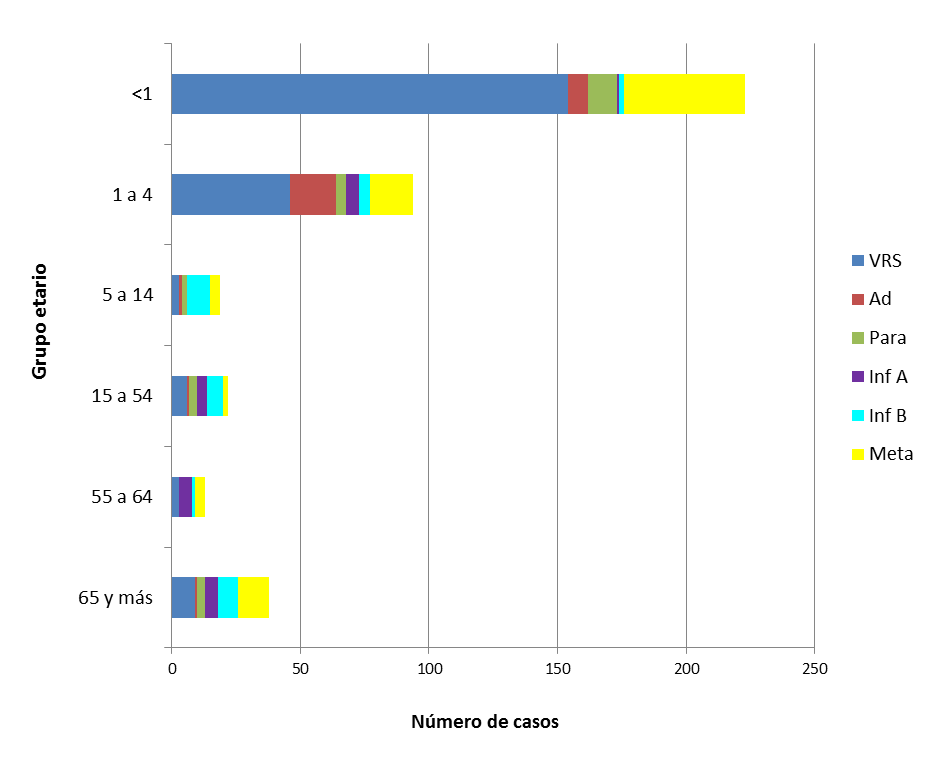 <1
1 a 4
5 a 14
15 a 54
55 a 64
65 y más
Grupo etario
0 50 100 150 200 250
Número de casos
VRS
Ad
Para
Inf A
Inf B
Meta